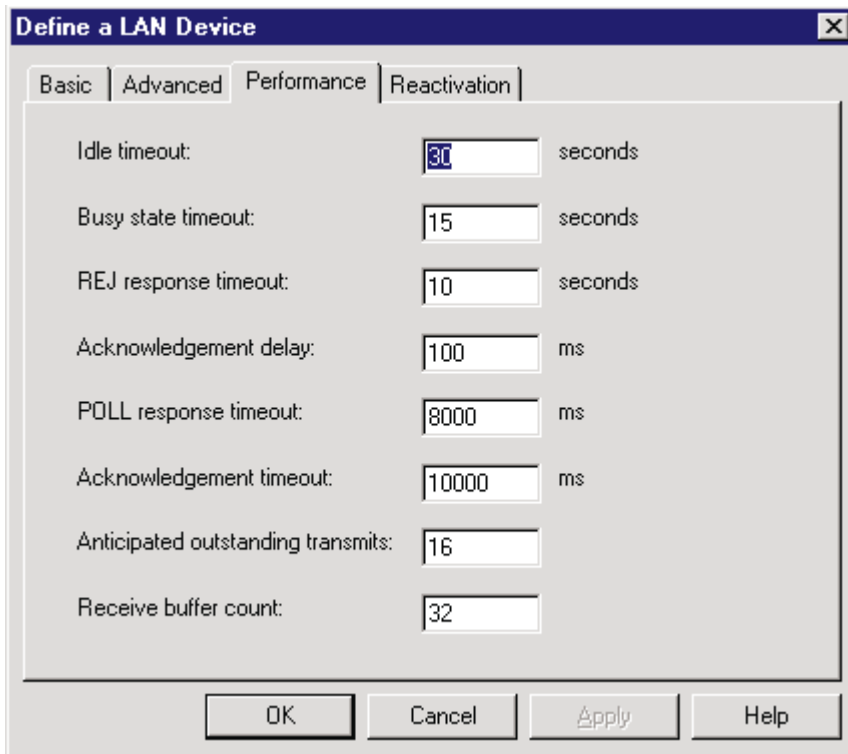 Define a LAN Device
Basic Advanced Performance Reactivation
Idle timeout: 30 seconds
Busy state timeout: 15 seconds
REJ response timeout: 10 seconds
Acknowledgement delay: 100 ms
POLL response timeout: 8000 ms
Acknowledgement timeout: 10000 ms
Anticipated outstanding transmits: 16
Receive buffer count: 32
OK Cancel Apply Help